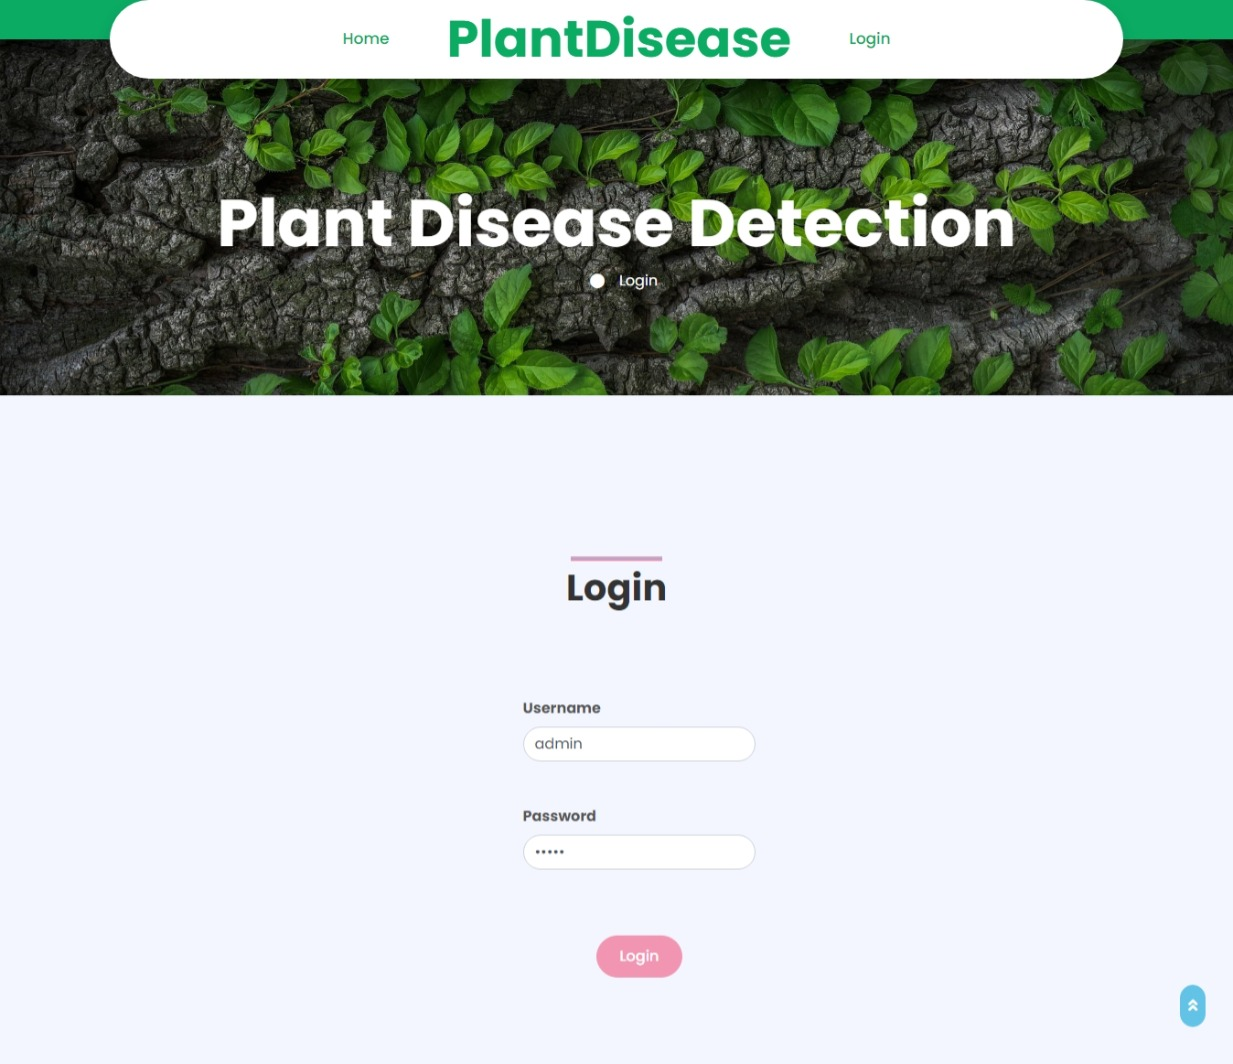 Home PlantDisease Login
Plant Disease Detection
Login
Login
Username
admin
Password
•••••
Login